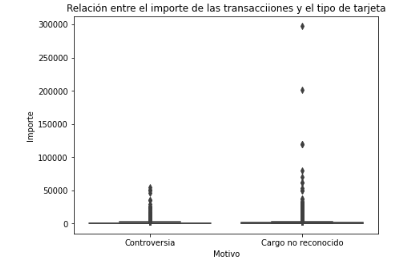 Relación entre el importe de las transacciiones y el tipo de tarjeta
300000
250000
200000
150000
100000
50000
0
Importe
Controversia
Cargo no reconocido
Motivo